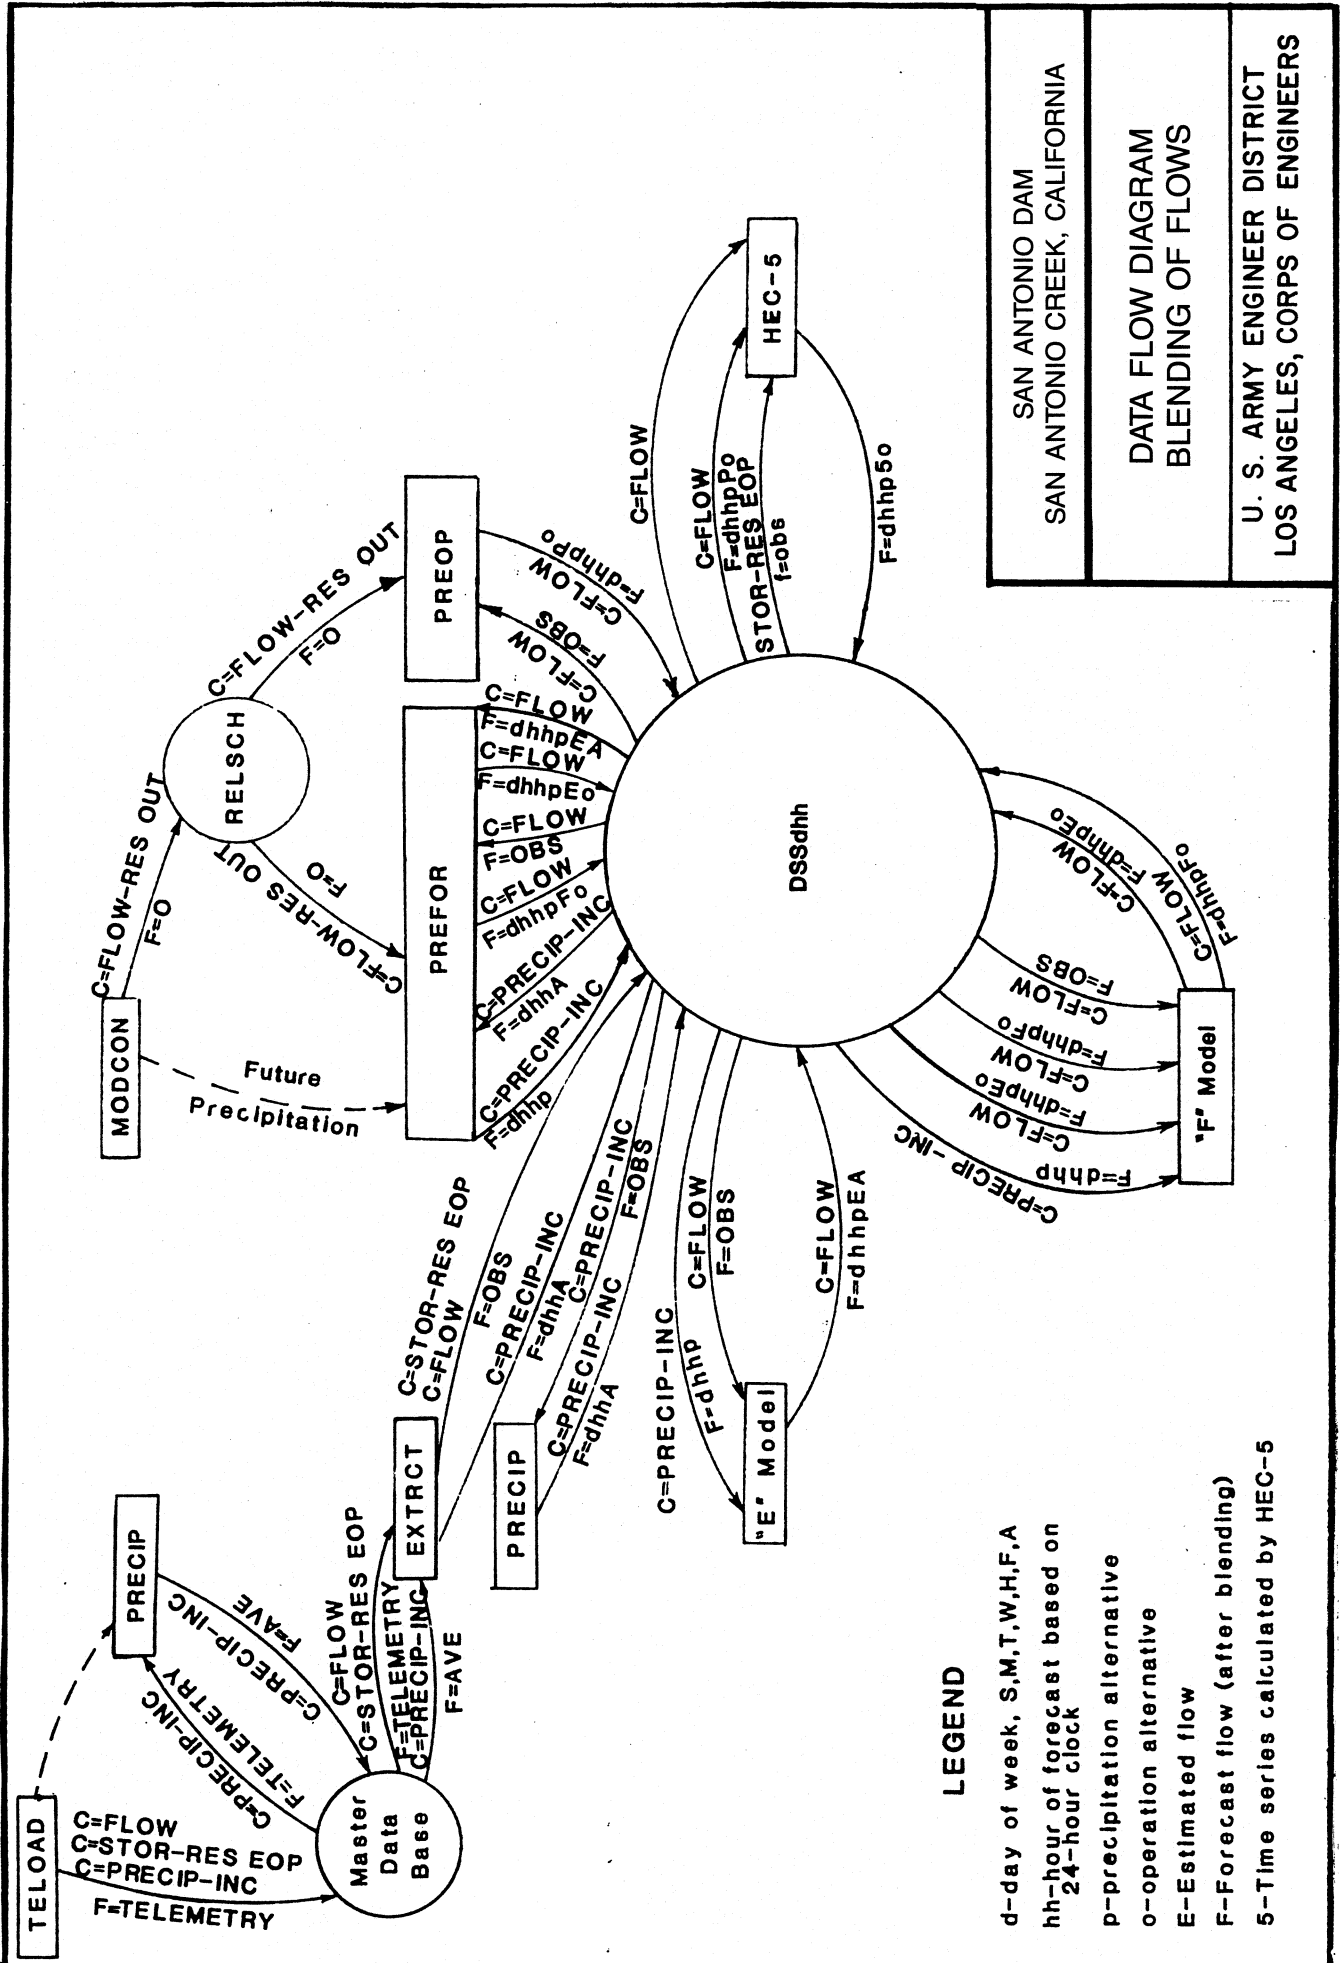 TELOAD
C=FLOW
C=STOR-RES EOP
C=PRECIP-INC
F=TELEMETRY
PRECIP
C=PRECIP-INC
F=TELEMETRY
C=PRECIP-INC
F=AVE
Master
Data
Base
C=FLOW
C=STOR-RES EOP
F=TELEMETRY
C=PRECIP-INC
F=AVE
EXTRCT
C=STOR-RES EOP
C=FLOW
F=OBS
C=PRECIP-INC
F=dhhA
PRECIP
C=PRECIP-INC
F=OBS
C=PRECIP-INC
F=dhhA
MODCON
C=FLOW-RES OUT
F=O
Future
Precipitation
RELSCH
C=FLOW-RES OUT
F=O
C=FLOW-RES OUT
F=O
PREFOR
C=FLOW
F=dhhpEA
C=FLOW
F=dhhpEo
C=FLOW
F=OBS
C=FLOW
F=dhhpFo
C=PRECIP-INC
F=dhhA
C=PRECIP-INC
F=dhhp
PREOP
F=dhhpPo
C=FLOW
F=OBS
C=FLOW
DSSdhh
C=FLOW
C=FLOW
F=dhhpPo
STOR-RES EOP
f=obs
HEC-5
F=dhhp5o
"E" Model
C=PRECIP-INC
F=dhhp
C=FLOW
F=OBS
C=FLOW
F=dhhpEA
"F" Model
C=PRECIP-INC
F=dhhp
C=FLOW
F=dhhpEo
C=FLOW
F=dhhpFo
C=FLOW
F=OBS
C=FLOW
F=dhhpEo
C=FLOW
F=dhhpFo
LEGEND
d-day of week, S,M,T,W,H,F,A
hh-hour of forecast based on
24-hour clock
p-precipitation alternative
o-operation alternative
E-Estimated flow
F-Forecast flow (after blending)
5-Time series calculated by HEC-5
SAN ANTONIO DAM
SAN ANTONIO CREEK, CALIFORNIA
DATA FLOW DIAGRAM
BLENDING OF FLOWS
U. S. ARMY ENGINEER DISTRICT
LOS ANGELES, CORPS OF ENGINEERS